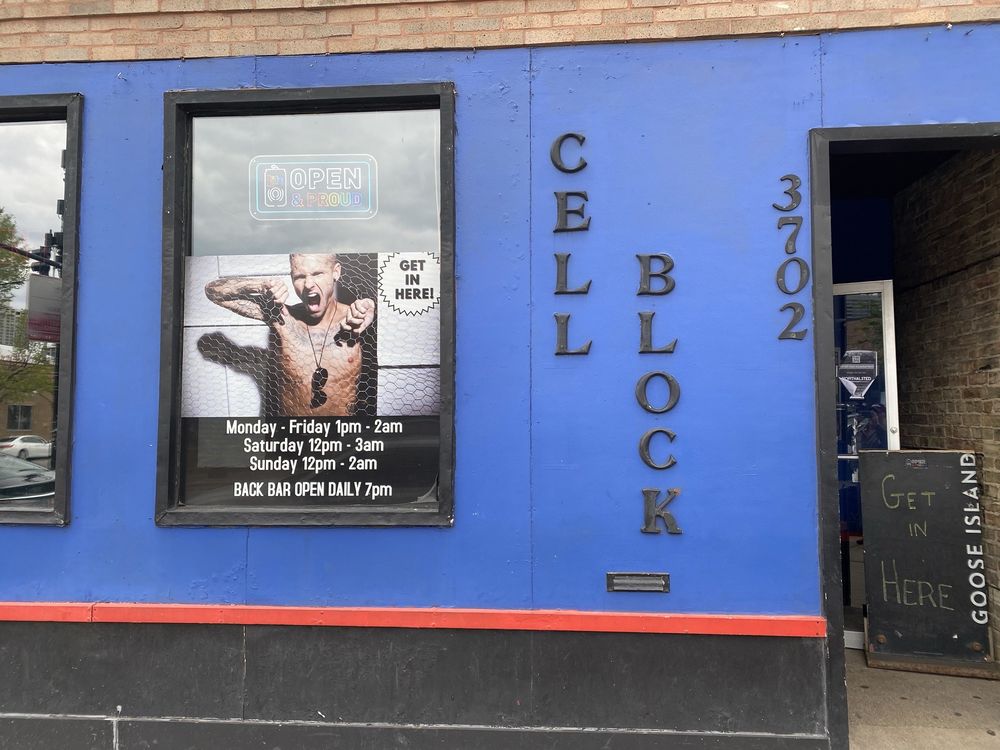 OPEN
& PROUD
GET
IN
HERE!
Monday - Friday 1pm - 2am
Saturday 12pm - 3am
Sunday 12pm - 2am
BACK BAR OPEN DAILY 7pm
CELL
BLOCK
3702
NORTHALSTED
GET
IN
HERE
GOOSE ISLAND